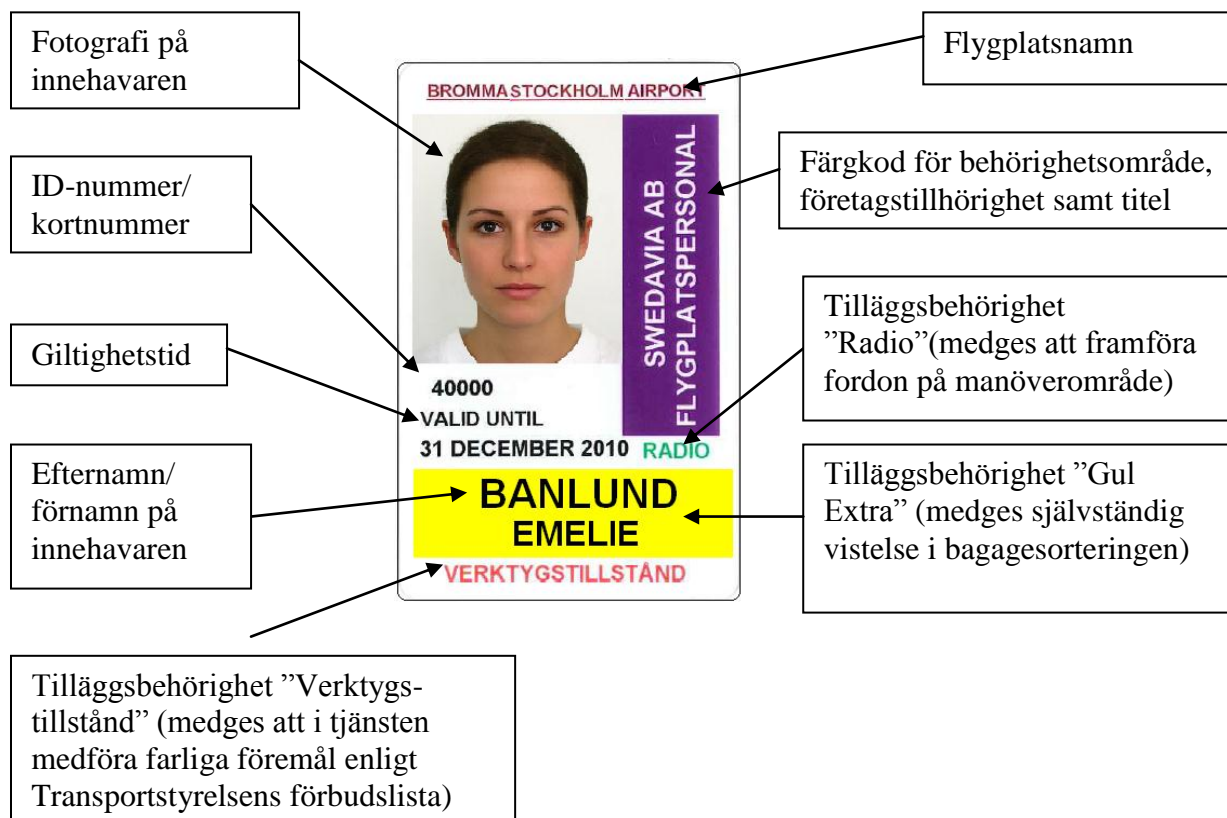 Fotografi på
innehavaren
Flygplatsnamn
ID-nummer/
kortnummer
Färgkod för behörighetsområde,
företagstillhörighet samt titel
Giltighetstid
Tilläggsbehörighet
”Radio”(medges att framföra
fordon på manöverområde)
Efternamn/
förnamn på
innehavaren
Tilläggsbehörighet ”Gul
Extra” (medges självständig
vistelse i bagagesorteringen)
Tilläggsbehörighet ”Verktygs-
tillstånd” (medges att i tjänsten
medföra farliga föremål enligt
Transportstyrelsens förbudslista)
BROMMA STOCKHOLM AIRPORT
SWEDAVIA AB
FLYGPLATSPERSONAL
40000
VALID UNTIL
31 DECEMBER 2010 RADIO
BANLUND
EMELIE
VERKTYGSTILLSTÅND